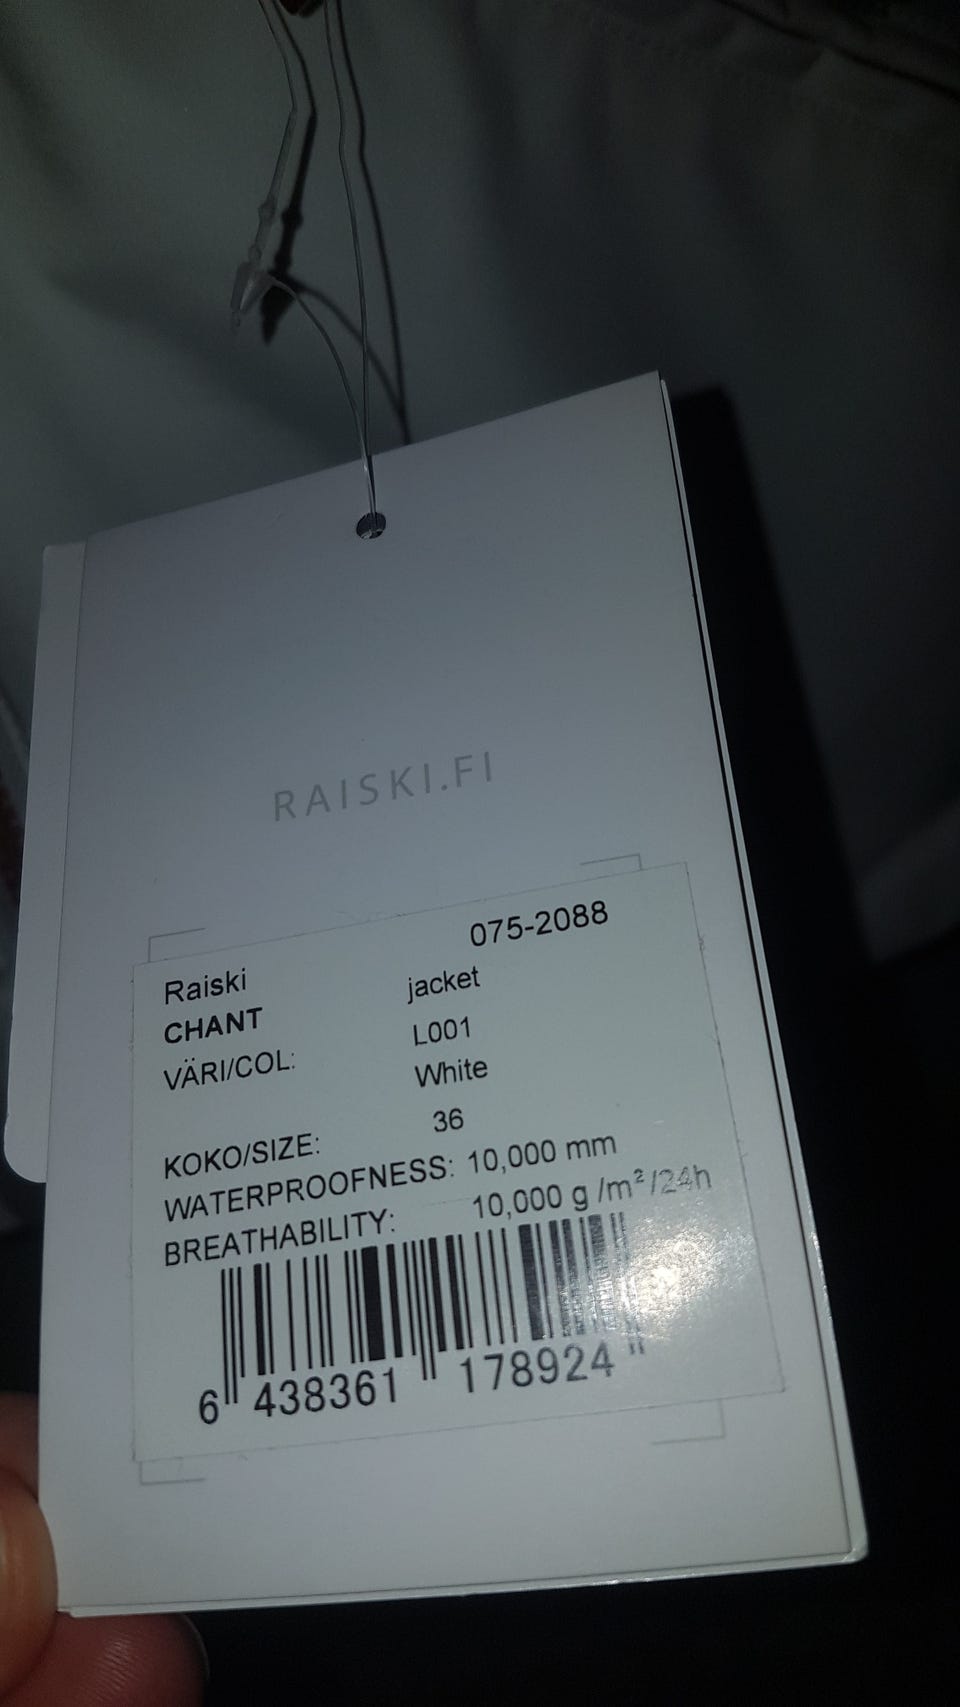 RAISKI.FI
075-2088
Raiski jacket
CHANT L001
VÄRI/COL: White
KOKO/SIZE: 36
WATERPROOFNESS: 10,000 mm
BREATHABILITY: 10,000 g /m²/24h
6 438361 178924